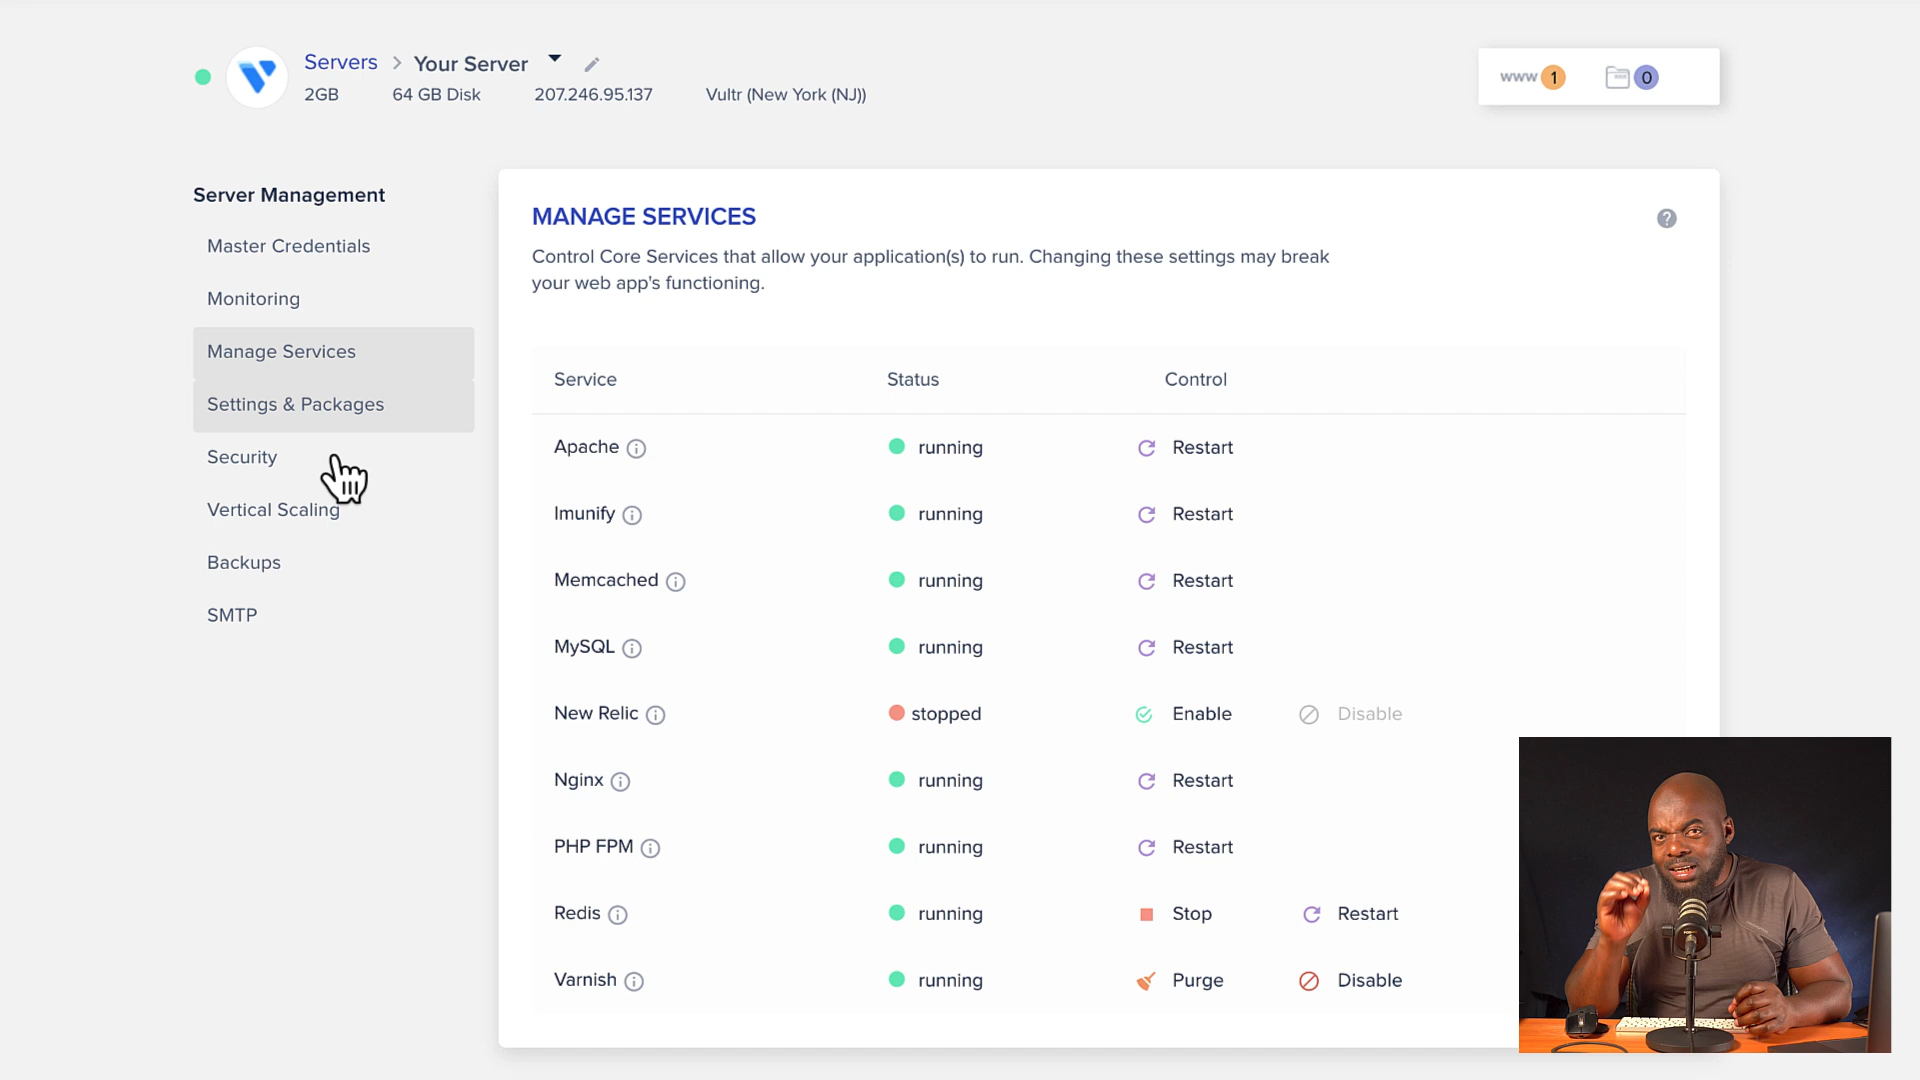 Servers > Your Server
2GB 64 GB Disk 207.246.95.137 Vultr (New York (NJ))
www 1 0
Server Management
Master Credentials
Monitoring
Manage Services
Settings & Packages
Security
Vertical Scaling
Backups
SMTP
MANAGE SERVICES
Control Core Services that allow your application(s) to run. Changing these settings may break
your web app's functioning.
Service Status Control
Apache running Restart
Imunify running Restart
Memcached running Restart
MySQL running Restart
New Relic stopped Enable Disable
Nginx running Restart
PHP FPM running Restart
Redis running Stop Restart
Varnish running Purge Disable